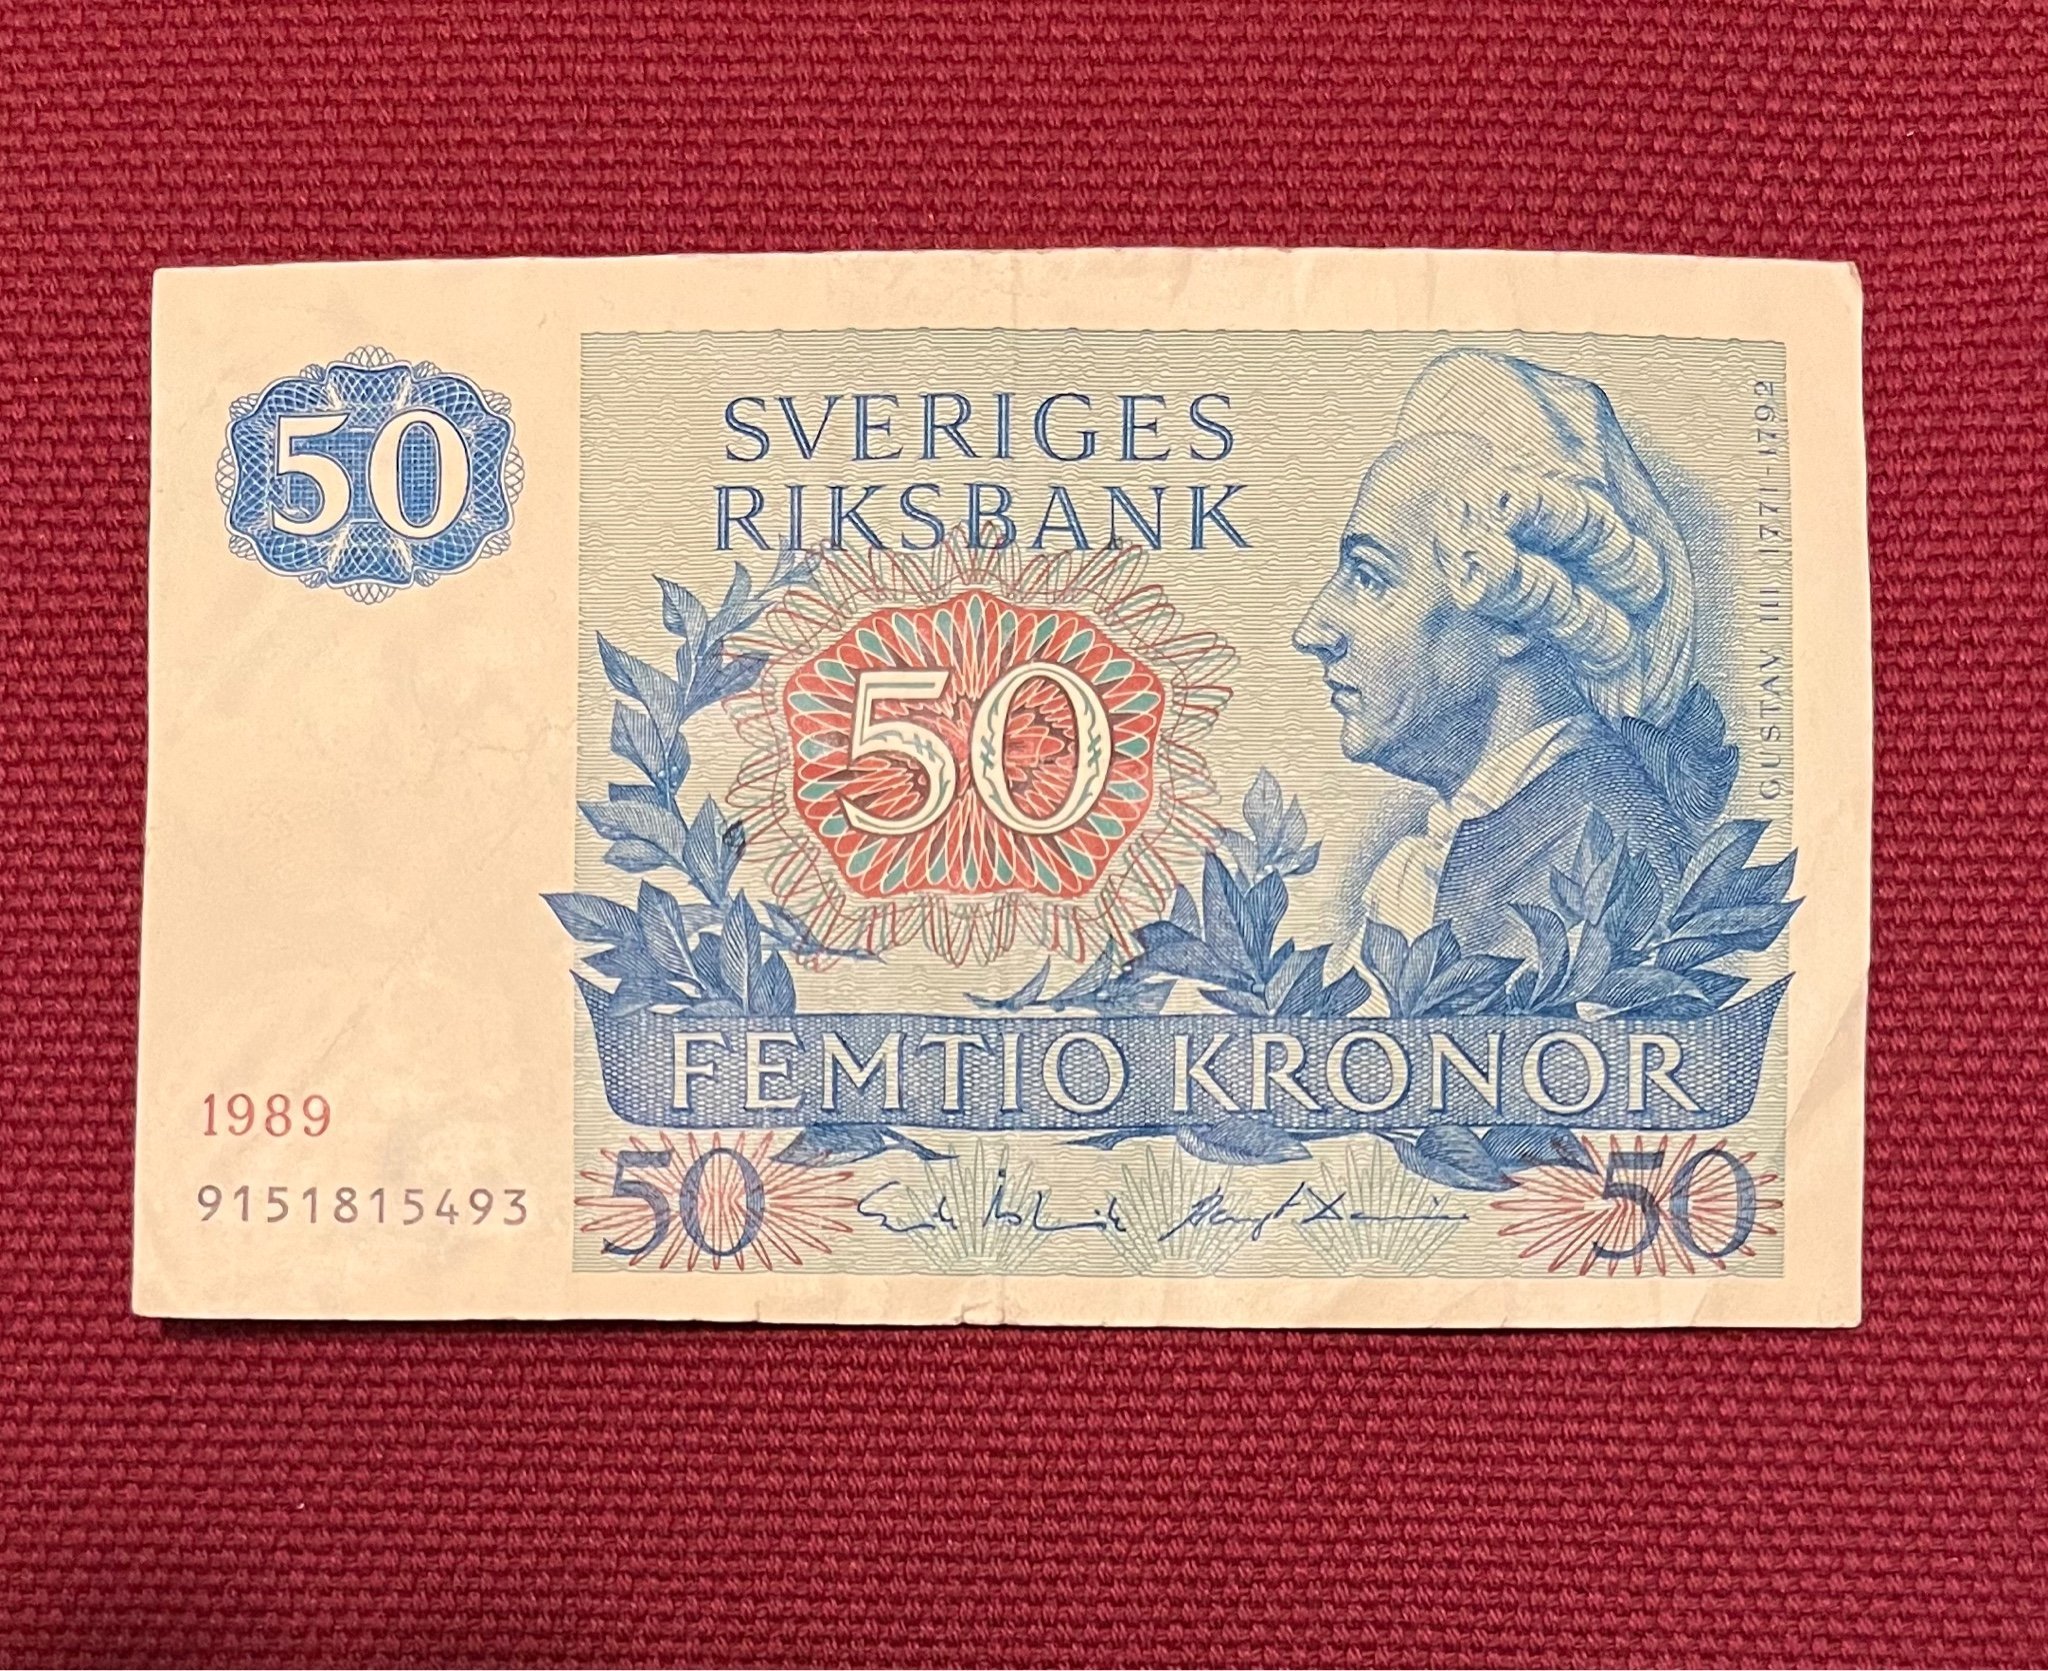 50
SVERIGES
RIKSBANK
GUSTAV III 1771-1792
50
FEMTIO KRONOR
1989
9151815493
50
50